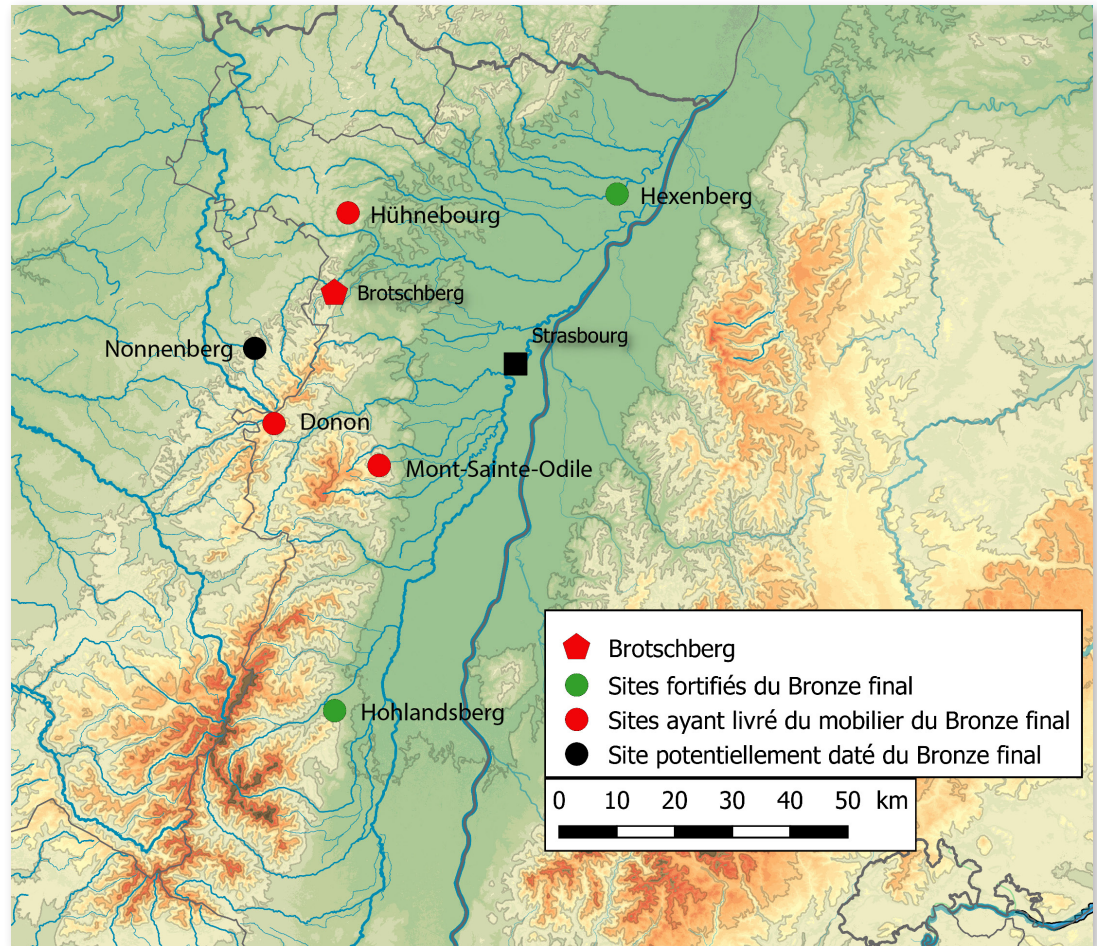 Hexenberg
Hühnebourg
Brotschberg
Strasbourg
Nonnenberg
Donon
Mont-Sainte-Odile
Hohlandsberg
Brotschberg
Sites fortifiés du Bronze final
Sites ayant livré du mobilier du Bronze final
Site potentiellement daté du Bronze final
0 10 20 30 40 50 km